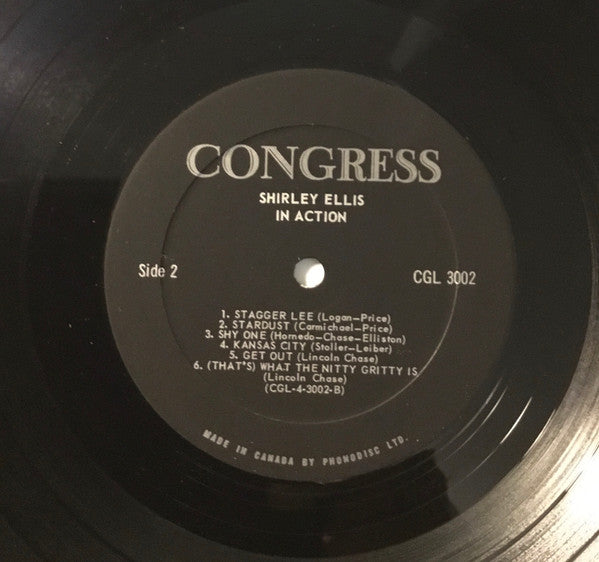 CONGRESS
SHIRLEY ELLIS
IN ACTION
Side 2
CGL 3002
1. STAGGER LEE (Logan—Price)
2. STARDUST (Carmichael—Price)
3. SHY ONE (Hornedo—Chase—Elliston)
4. KANSAS CITY (Stoller—Leiber)
5. GET OUT (Lincoln Chase)
6. (THAT'S) WHAT THE NITTY GRITTY IS
(Lincoln Chase)
(CGL-4-3002-B)
MADE IN CANADA BY PHONODISC LTD.